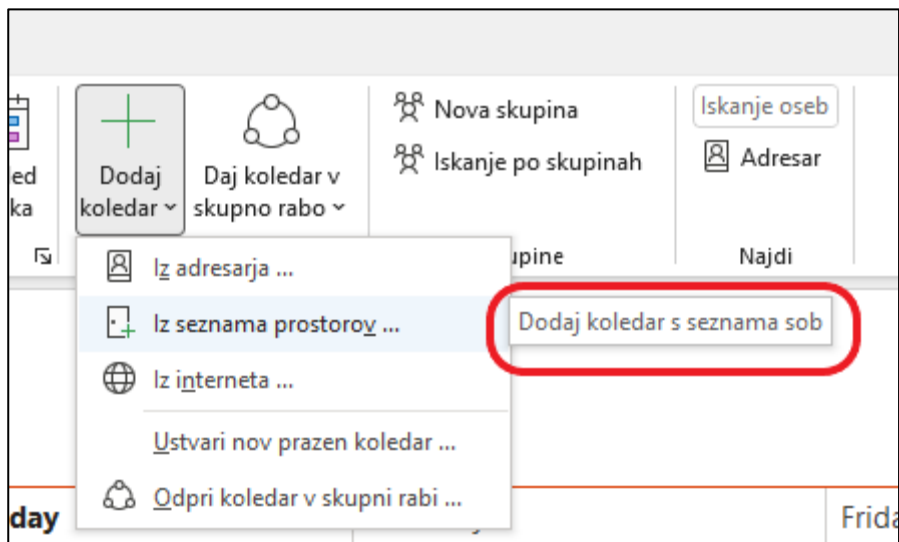 ed
ka
Dodaj
koledar
Daj koledar v
skupno rabo
Nova skupina
Iskanje po skupinah
upine
Iskanje oseb
Adresar
Najdi
Iz adresarja ...
Iz seznama prostorov ...
Dodaj koledar s seznama sob
Iz interneta ...
Ustvari nov prazen koledar ...
Odpri koledar v skupni rabi ...
day
Frida